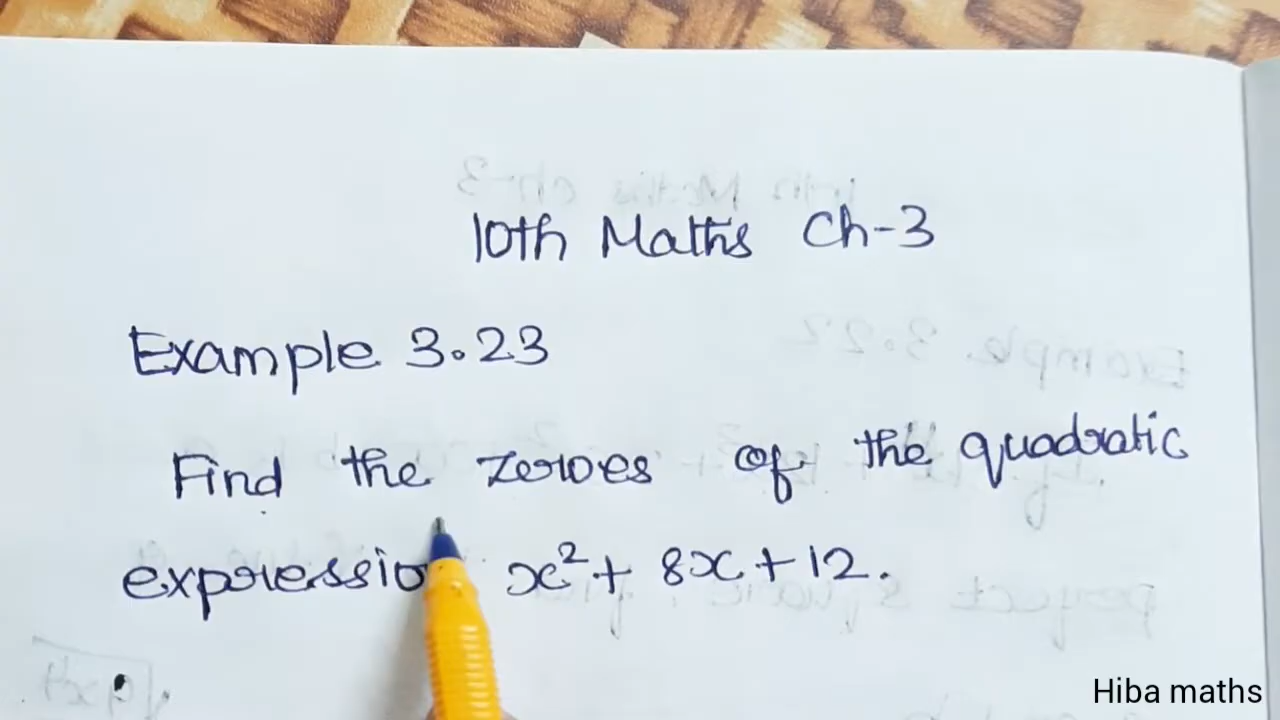 10th Maths Ch-3
Example 3.23
Find the zeroes of the quadratic
expression x²+ 8x+12.
Hiba maths